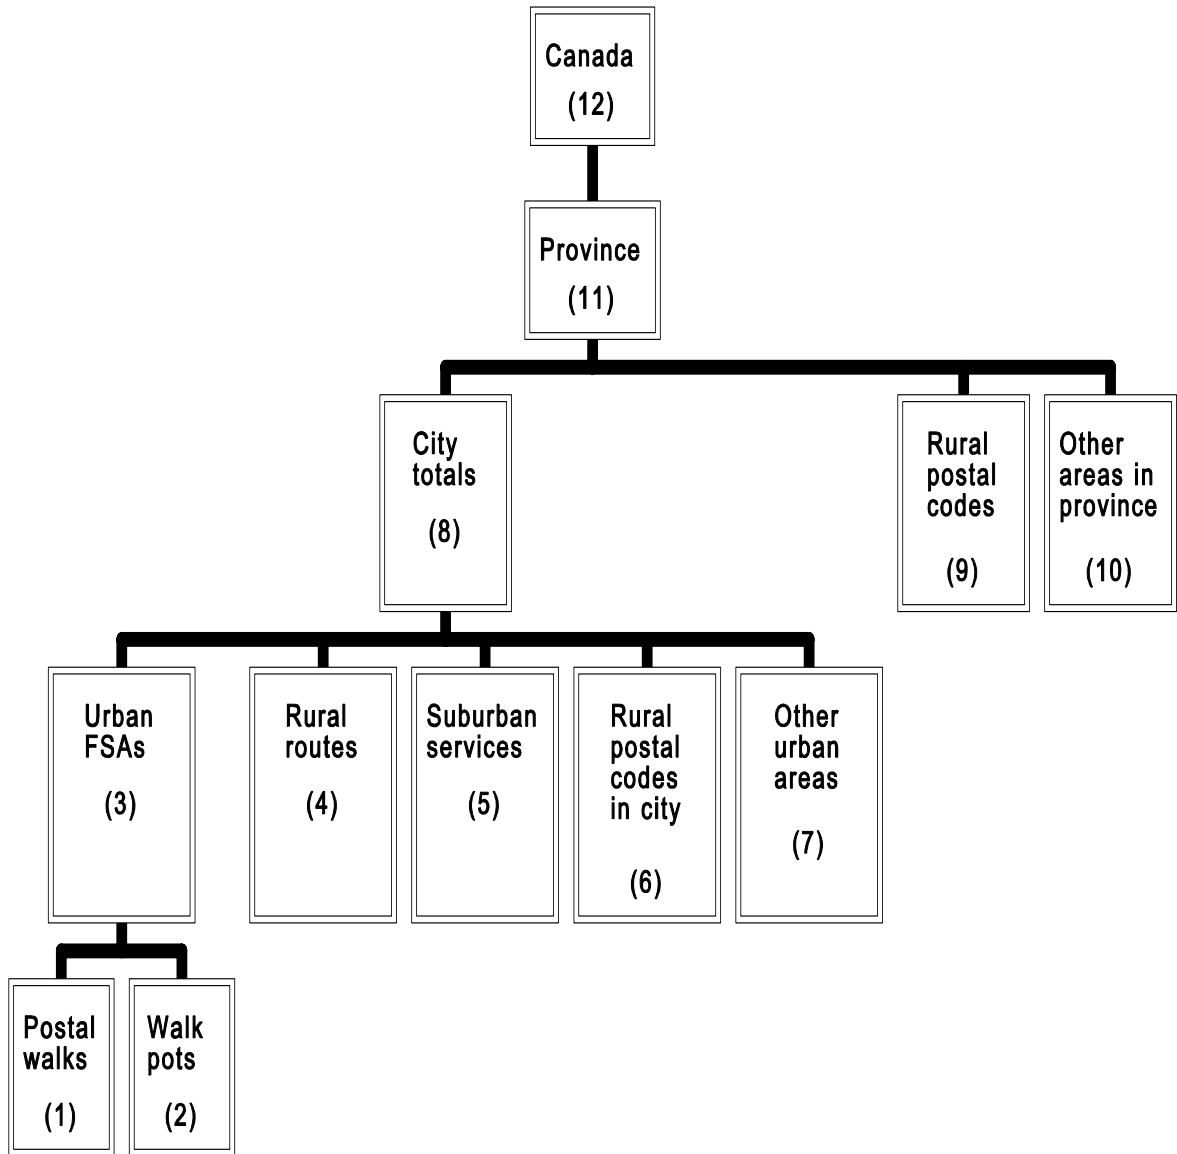 Canada
(12)
Province
(11)
City
totals
(8)
Rural
postal
codes
(9)
Other
areas in
province
(10)
Urban
FSAs
(3)
Rural
routes
(4)
Suburban
services
(5)
Rural
postal
codes
in city
(6)
Other
urban
areas
(7)
Postal
walks
(1)
Walk
pots
(2)